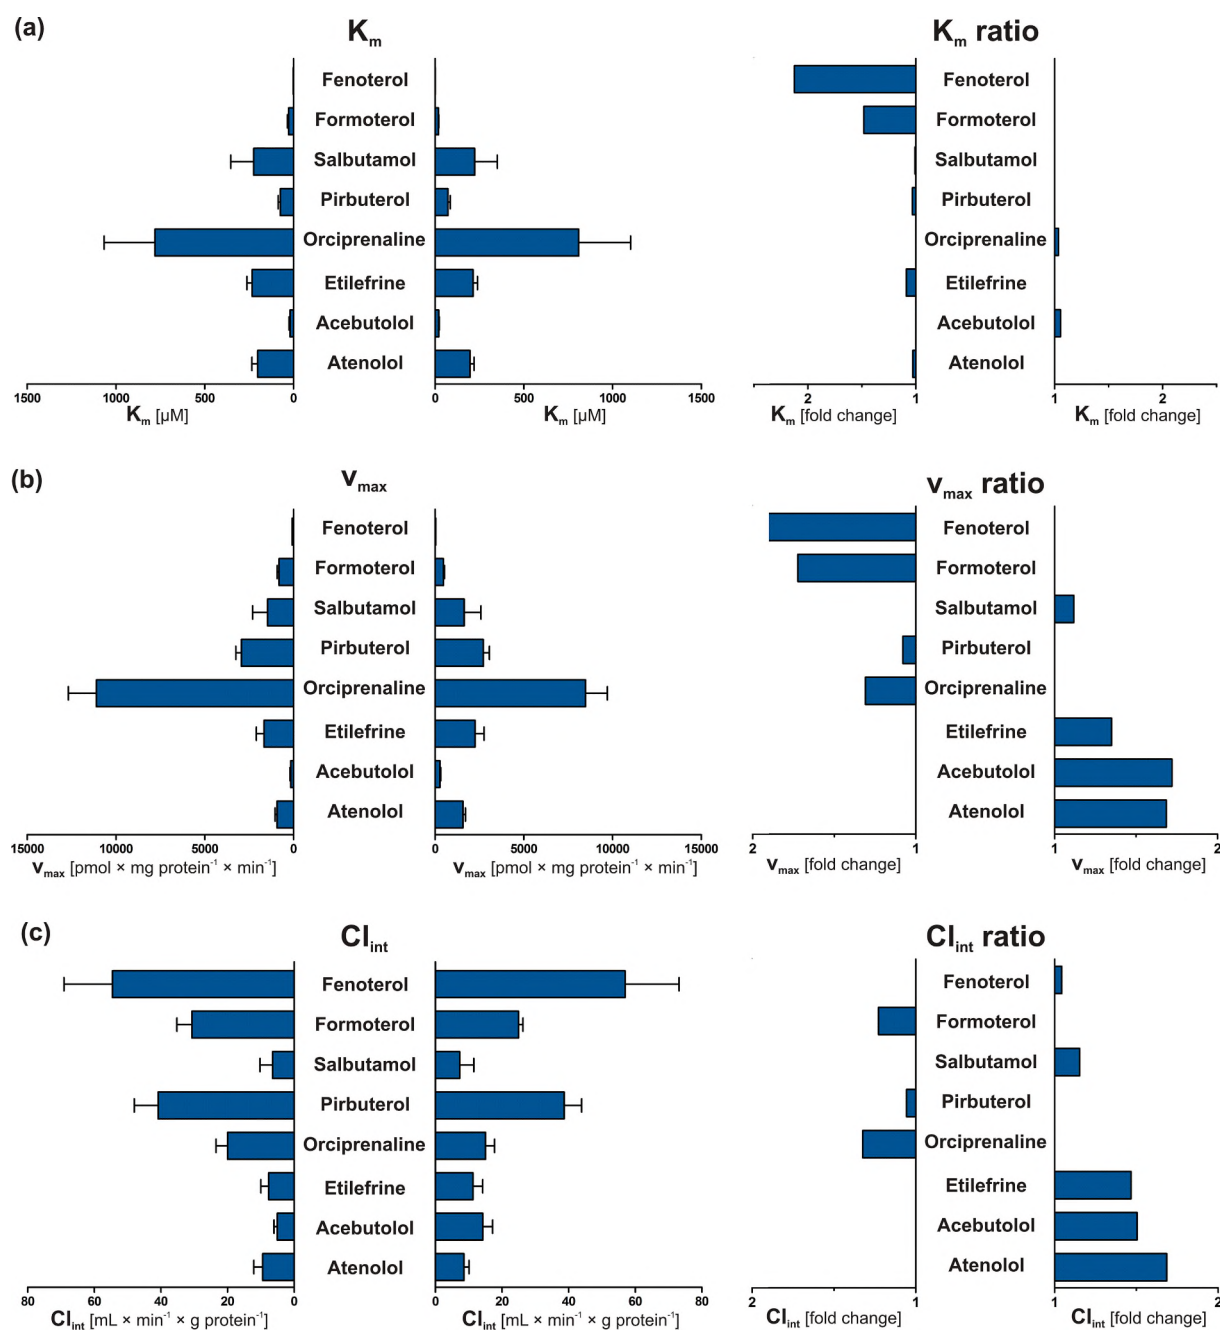 (a)
Km
Km ratio
Fenoterol
Fenoterol
Formoterol
Formoterol
Salbutamol
Salbutamol
Pirbuterol
Pirbuterol
Orciprenaline
Orciprenaline
Etilefrine
Etilefrine
Acebutolol
Acebutolol
Atenolol
Atenolol
1500 1000 500 0 0 500 1000 1500 2 1 1 2
Km [µM] Km [µM] Km [fold change] Km [fold change]
(b)
vmax
vmax ratio
Fenoterol
Fenoterol
Formoterol
Formoterol
Salbutamol
Salbutamol
Pirbuterol
Pirbuterol
Orciprenaline
Orciprenaline
Etilefrine
Etilefrine
Acebutolol
Acebutolol
Atenolol
Atenolol
15000 10000 5000 0 0 5000 10000 15000 2 1 1 2
vmax [pmol × mg protein⁻¹ × min⁻¹] vmax [pmol × mg protein⁻¹ × min⁻¹] vmax [fold change] vmax [fold change]
(c)
Clint
Clint ratio
Fenoterol
Fenoterol
Formoterol
Formoterol
Salbutamol
Salbutamol
Pirbuterol
Pirbuterol
Orciprenaline
Orciprenaline
Etilefrine
Etilefrine
Acebutolol
Acebutolol
Atenolol
Atenolol
80 60 40 20 0 0 20 40 60 80 2 1 1 2
Clint [mL × min⁻¹ × g protein⁻¹] Clint [mL × min⁻¹ × g protein⁻¹] Clint [fold change] Clint [fold change]